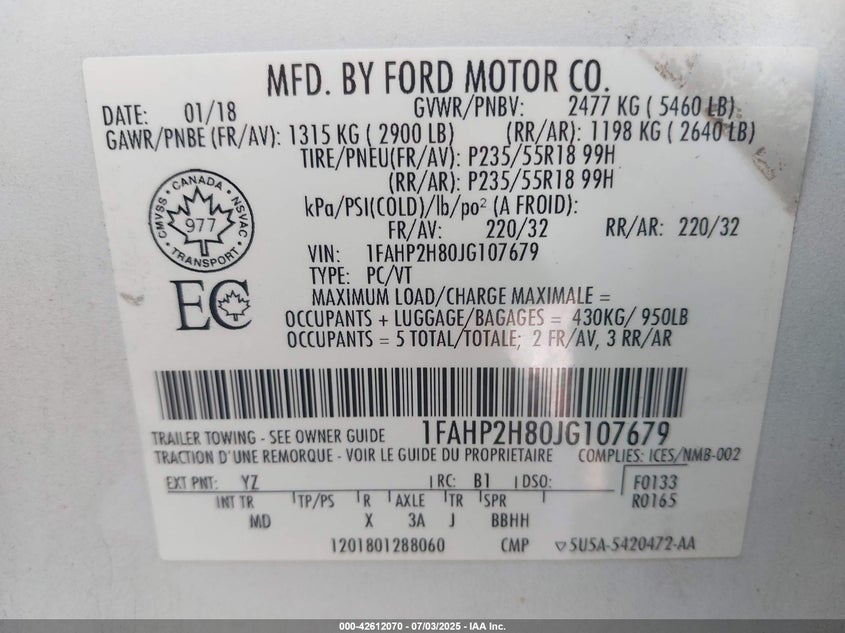 MFD. BY FORD MOTOR CO.
DATE: 01/18 GVWR/PNBV: 2477 KG ( 5460 LB)
GAWR/PNBE (FR/AV): 1315 KG ( 2900 LB) (RR/AR): 1198 KG ( 2640 LB)
TIRE/PNEU(FR/AV): P235/55R18 99H
(RR/AR): P235/55R18 99H
kPa/PSI(COLD)/lb/po² (A FROID):
FR/AV: 220/32 RR/AR: 220/32
CANADA
CMVSS NSVAC
977
TRANSPORT
VIN: 1FAHP2H80JG107679
TYPE: PC/VT
EC
MAXIMUM LOAD/CHARGE MAXIMALE =
OCCUPANTS + LUGGAGE/BAGAGES = 430KG/ 950LB
OCCUPANTS = 5 TOTAL/TOTALE; 2 FR/AV, 3 RR/AR
TRAILER TOWING - SEE OWNER GUIDE 1FAHP2H80JG107679
TRACTION D'UNE REMORQUE - VOIR LE GUIDE DU PROPRIETAIRE COMPLIES: ICES/NMB-002
EXT PNT: YZ RC: B1 DSO: F0133
INT TR TP/PS R AXLE TR SPR R0165
MD X 3A J BBHH
1201801288060 CMP ▽5USA-5420472-AA
000-42612070 - 07/03/2025 - IAA Inc.